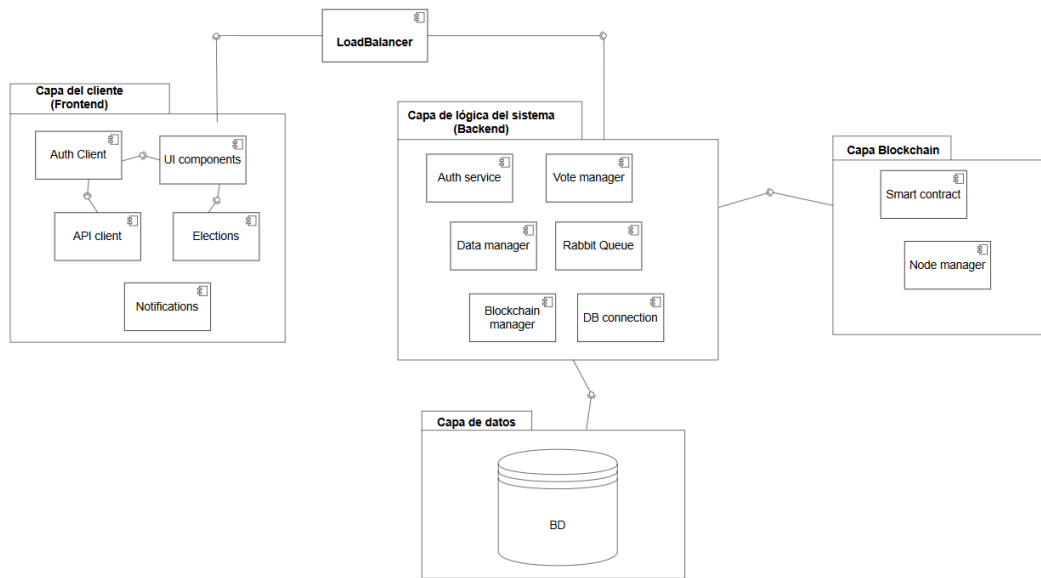 LoadBalancer
Capa del cliente
(Frontend)
Auth Client
UI components
API client
Elections
Notifications
Capa de lógica del sistema
(Backend)
Auth service
Vote manager
Data manager
Rabbit Queue
Blockchain
manager
DB connection
Capa Blockchain
Smart contract
Node manager
Capa de datos
BD